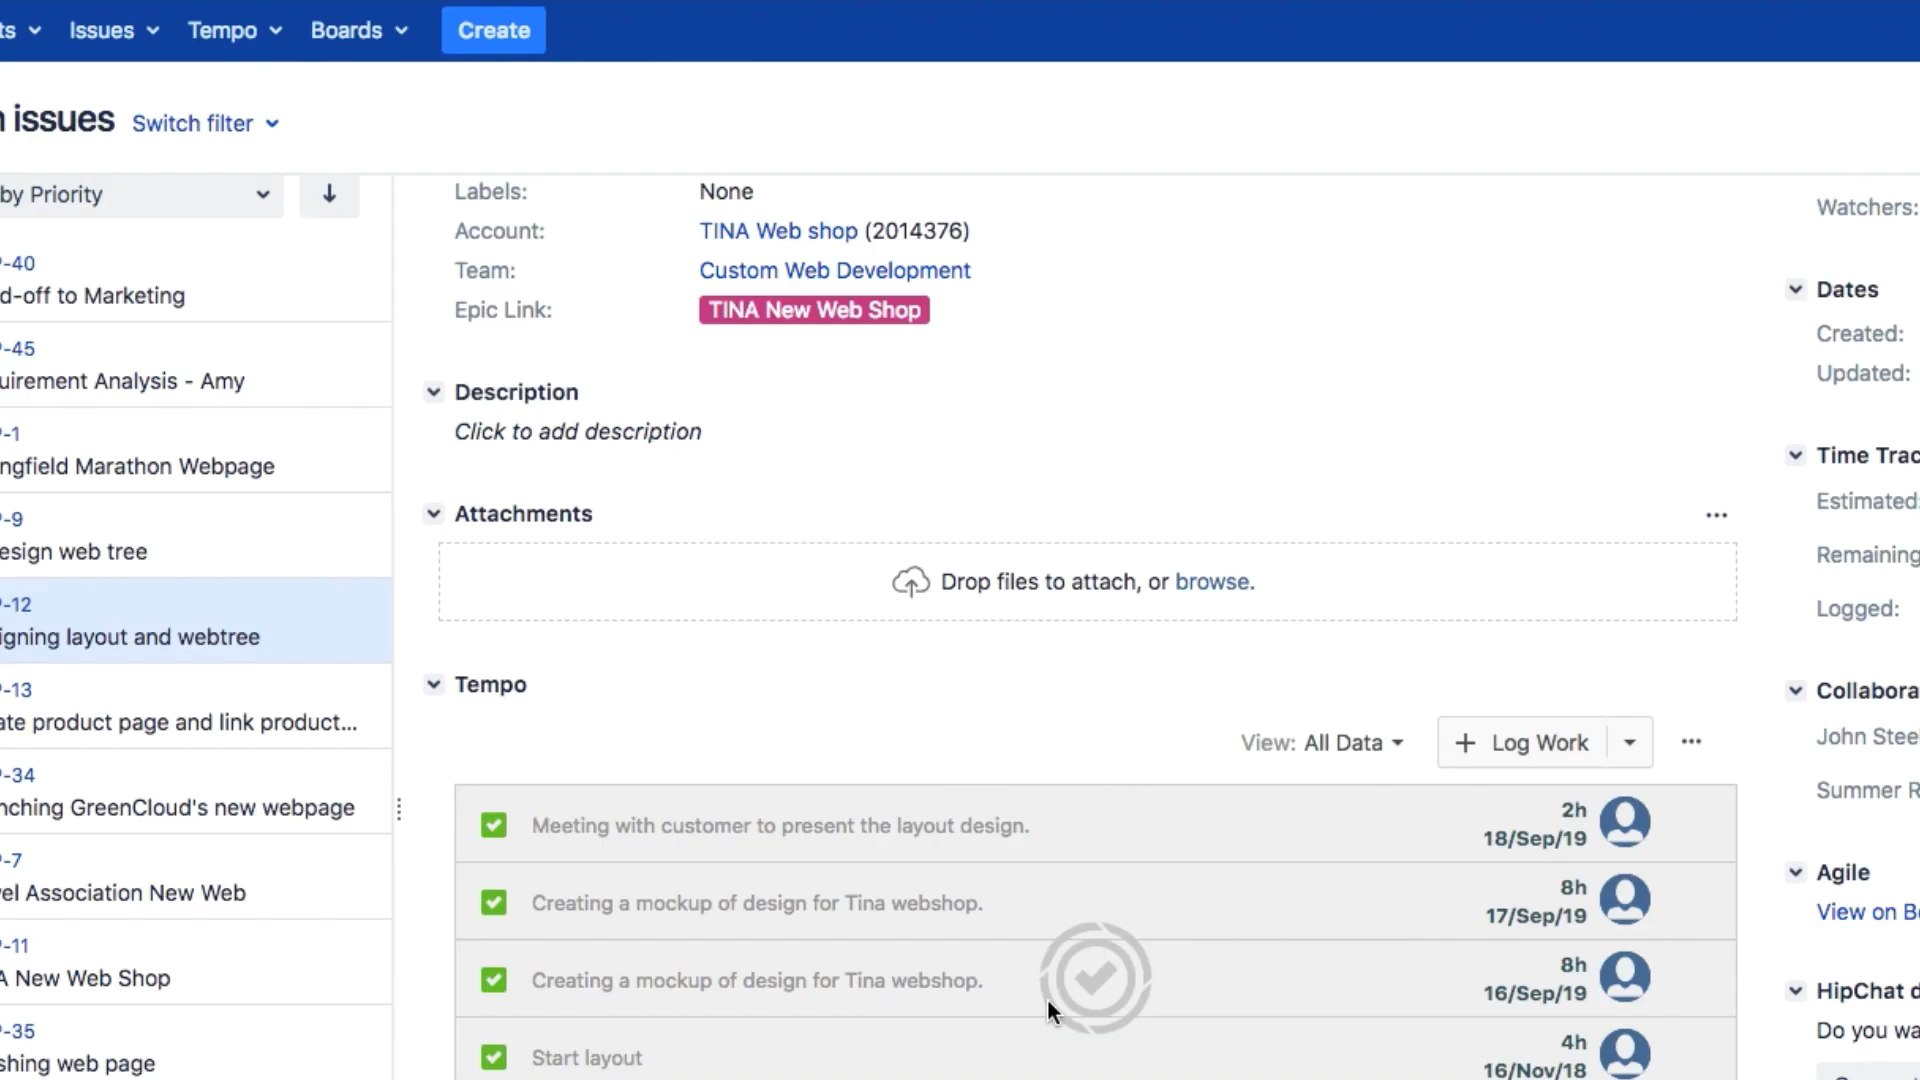 ts Issues Tempo Boards Create
n issues Switch filter
by Priority
P-40
d-off to Marketing
P-45
uirement Analysis - Amy
P-1
ngfield Marathon Webpage
P-9
esign web tree
P-12
igning layout and webtree
P-13
ate product page and link product...
P-34
nching GreenCloud's new webpage
P-7
vel Association New Web
P-11
A New Web Shop
P-35
shing web page
Labels: None
Account: TINA Web shop (2014376)
Team: Custom Web Development
Epic Link: TINA New Web Shop
Description
Click to add description
Attachments
Drop files to attach, or browse.
Tempo
View: All Data + Log Work
Meeting with customer to present the layout design. 2h
18/Sep/19
Creating a mockup of design for Tina webshop. 8h
17/Sep/19
Creating a mockup of design for Tina webshop. 8h
16/Sep/19
Start layout 4h
16/Nov/18
Watchers:
Dates
Created:
Updated:
Time Trac
Estimated:
Remaining
Logged:
Collabora
John Steel
Summer R
Agile
View on Bo
HipChat d
Do you wa